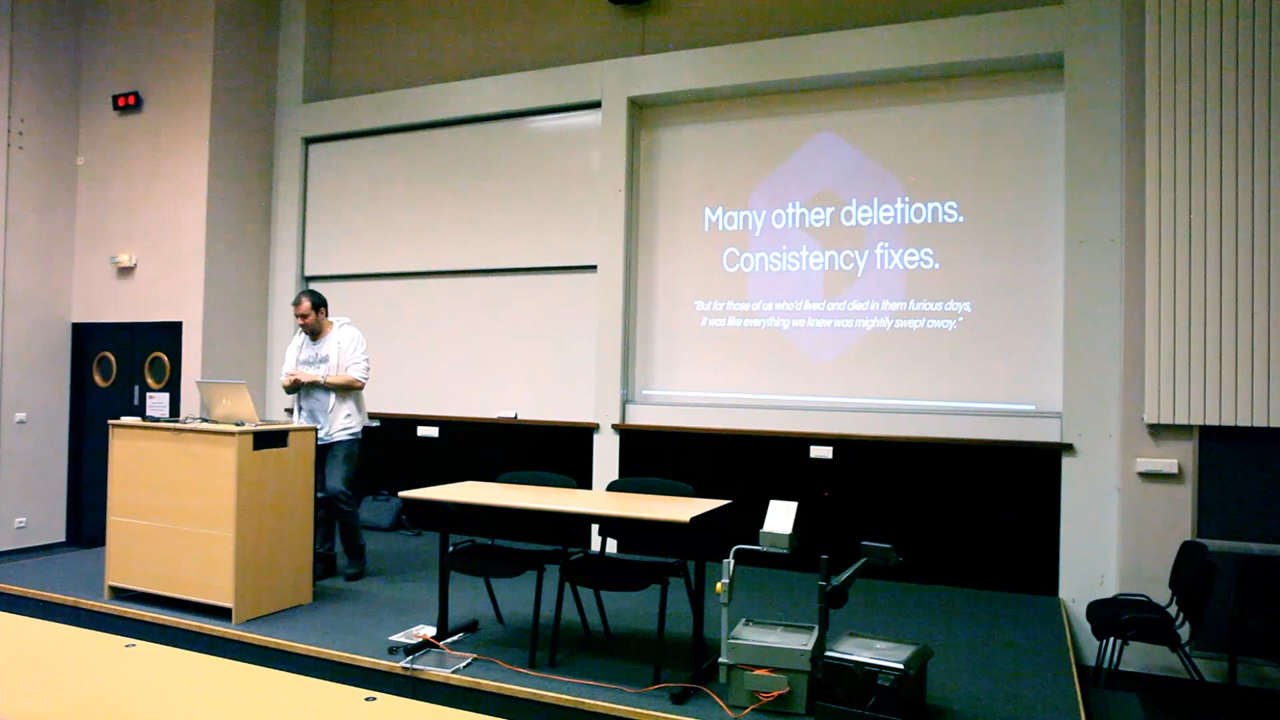 Many other deletions.
Consistency fixes.
"But for those of us who'd lived and died in them furious days,
it was like everything we knew was mightily swept away."